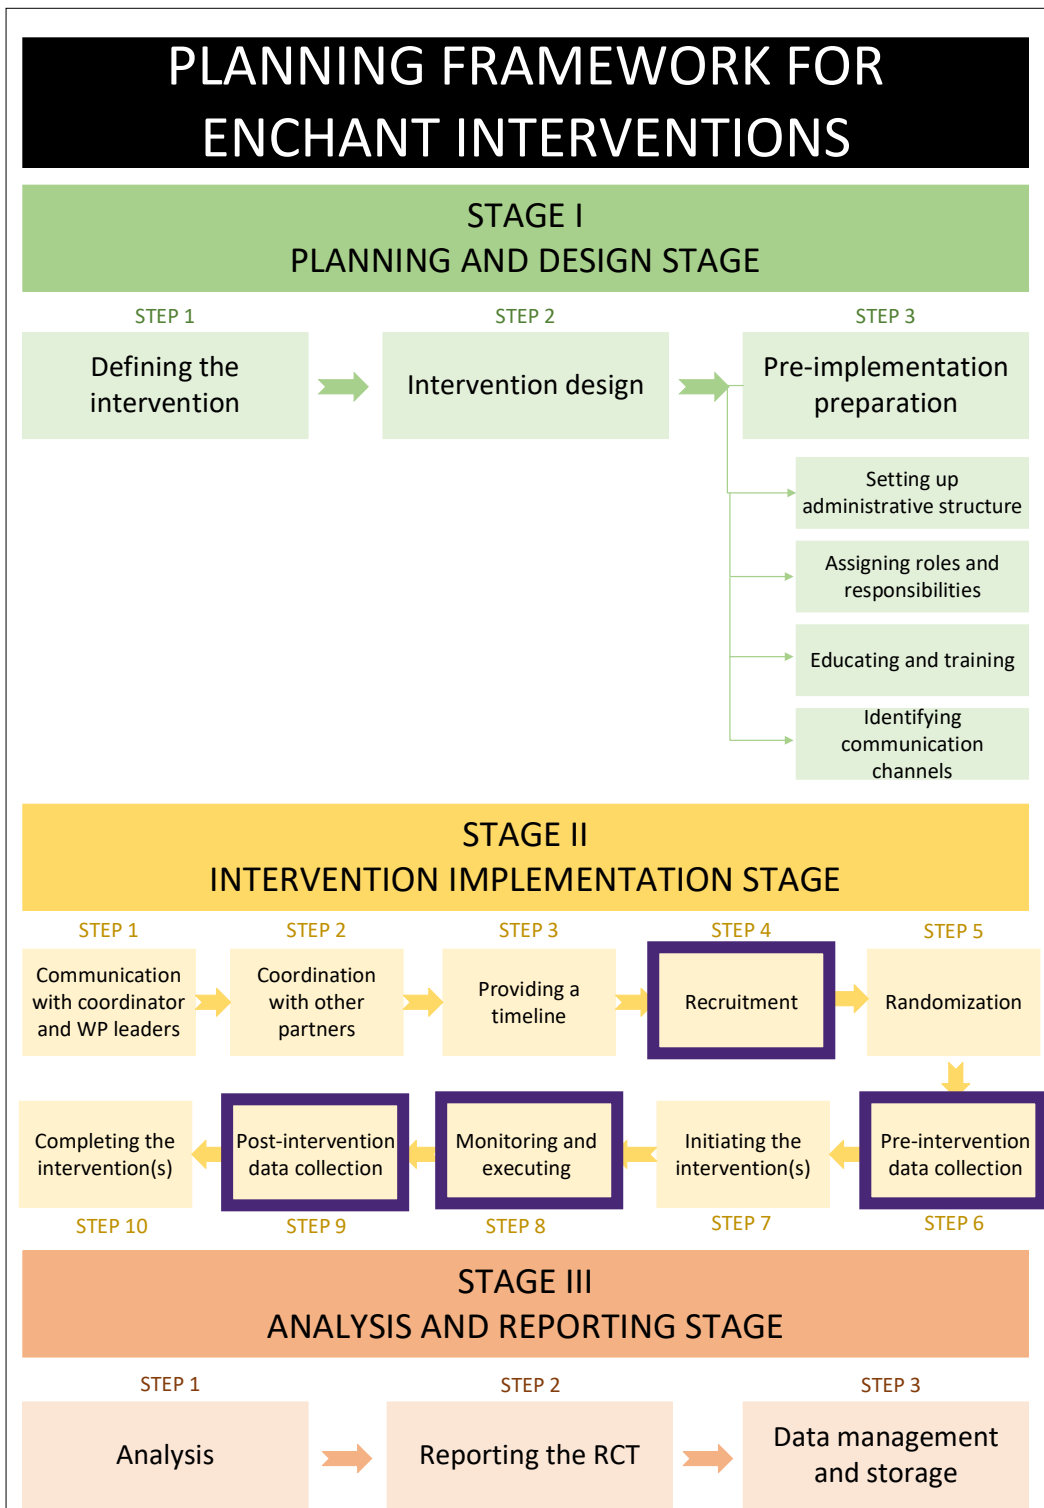 PLANNING FRAMEWORK FOR
ENCHANT INTERVENTIONS
STAGE I
PLANNING AND DESIGN STAGE
STEP 1
STEP 2
STEP 3
Defining the
intervention
Intervention design
Pre-implementation
preparation
Setting up
administrative structure
Assigning roles and
responsibilities
Educating and training
Identifying
communication
channels
STAGE II
INTERVENTION IMPLEMENTATION STAGE
STEP 1
STEP 2
STEP 3
STEP 4
STEP 5
Communication
with coordinator
and WP leaders
Coordination
with other
partners
Providing a
timeline
Recruitment
Randomization
Completing the
intervention(s)
Post-intervention
data collection
Monitoring and
executing
Initiating the
intervention(s)
Pre-intervention
data collection
STEP 10
STEP 9
STEP 8
STEP 7
STEP 6
STAGE III
ANALYSIS AND REPORTING STAGE
STEP 1
STEP 2
STEP 3
Analysis
Reporting the RCT
Data management
and storage